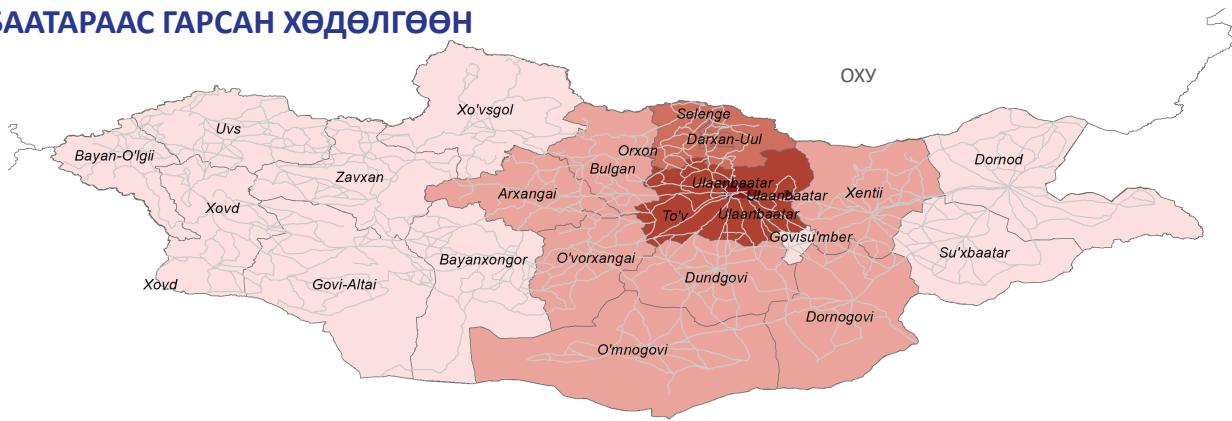 БААТАРААС ГАРСАН ХӨДӨЛГӨӨН
ОХУ
Xo'vsgol
Selenge
Uvs
Darxan-Uul
Orxon
Bayan-O'lgii
Dornod
Bulgan
Zavxan
Ulaanbaatar
Arxangai
Ulaanbaatar
Xentii
Xovd
To'v
Ulaanbaatar
Govisu'mber
Su'xbaatar
O'vorxangai
Bayanxongor
Dundgovi
Xovd
Govi-Altai
Dornogovi
O'mnogovi